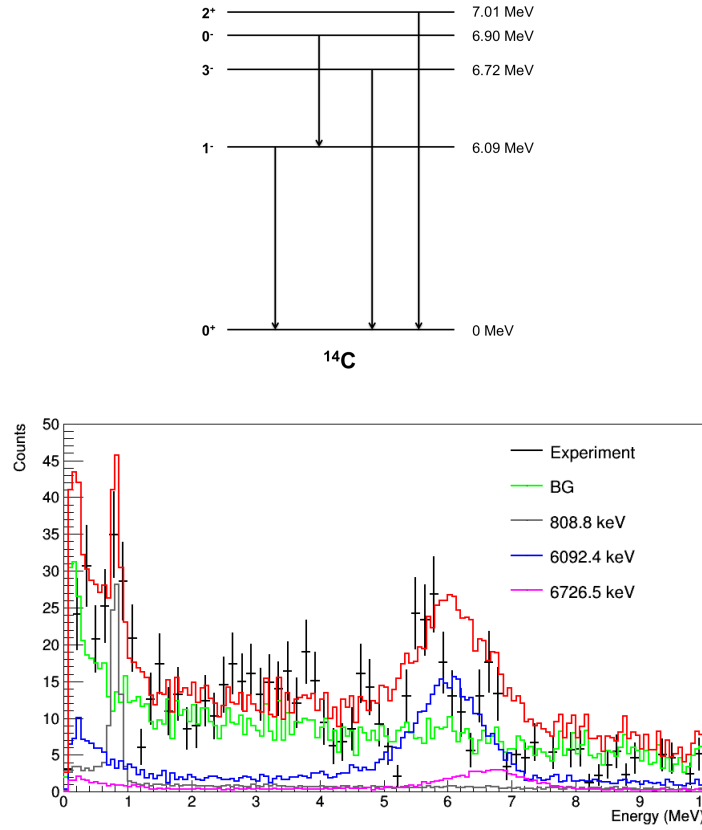 2⁺ 7.01 MeV
0⁻ 6.90 MeV
3⁻ 6.72 MeV
1⁻ 6.09 MeV
0⁺ 0 MeV
¹⁴C
Counts
50
45
40
35
30
25
20
15
10
5
0
Experiment
BG
808.8 keV
6092.4 keV
6726.5 keV
0 1 2 3 4 5 6 7 8 9 1
Energy (MeV)